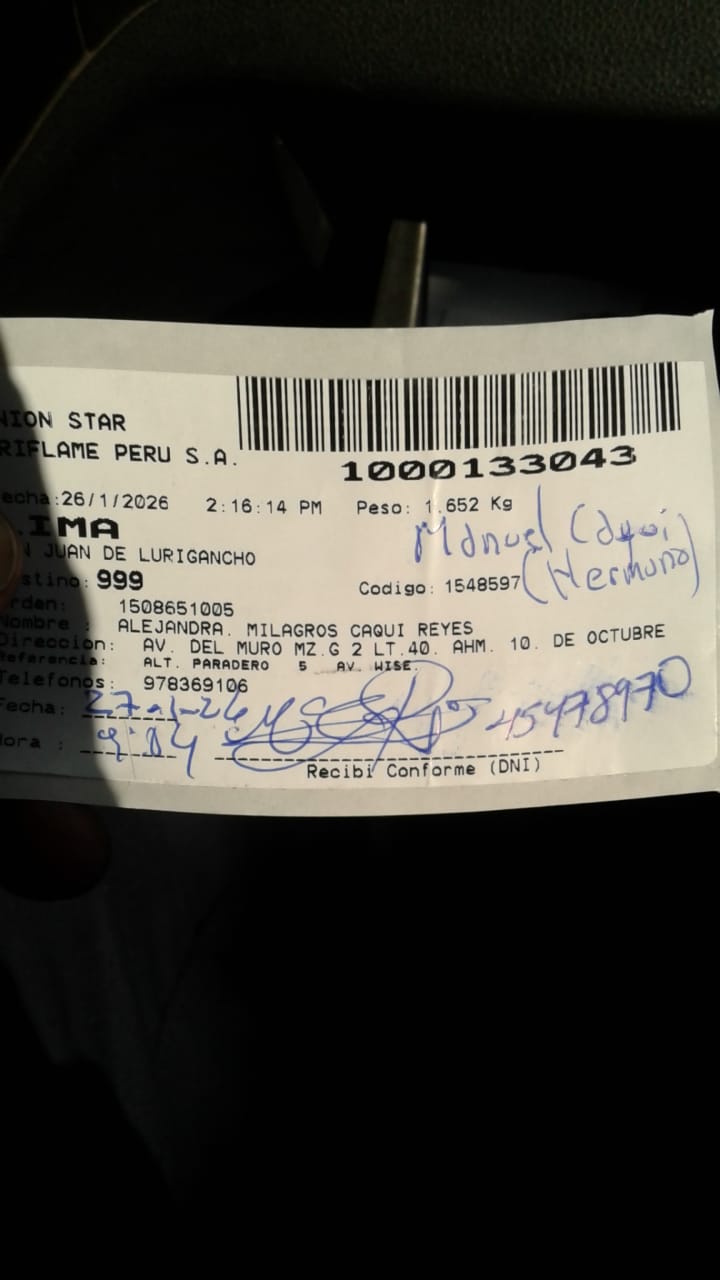 NION STAR
RIFLAME PERU S.A.
1000133043
echa:26/1/2026 2:16:14 PM Peso: 1.652 Kg
IMA
Manuel Caqui
N JUAN DE LURIGANCHO
(Hermano)
stino: 999 Codigo: 1548597
rden: 1508651005
Nombre : ALEJANDRA. MILAGROS CAQUI REYES
Direccion: AV. DEL MURO MZ.G 2 LT.40. AHM. 10. DE OCTUBRE
Referencia: ALT. PARADERO 5 AV. WISE.
Telefonos: 978369106
Fecha: 27-1-26 45478970
ora : 9:04
Recibi Conforme (DNI)